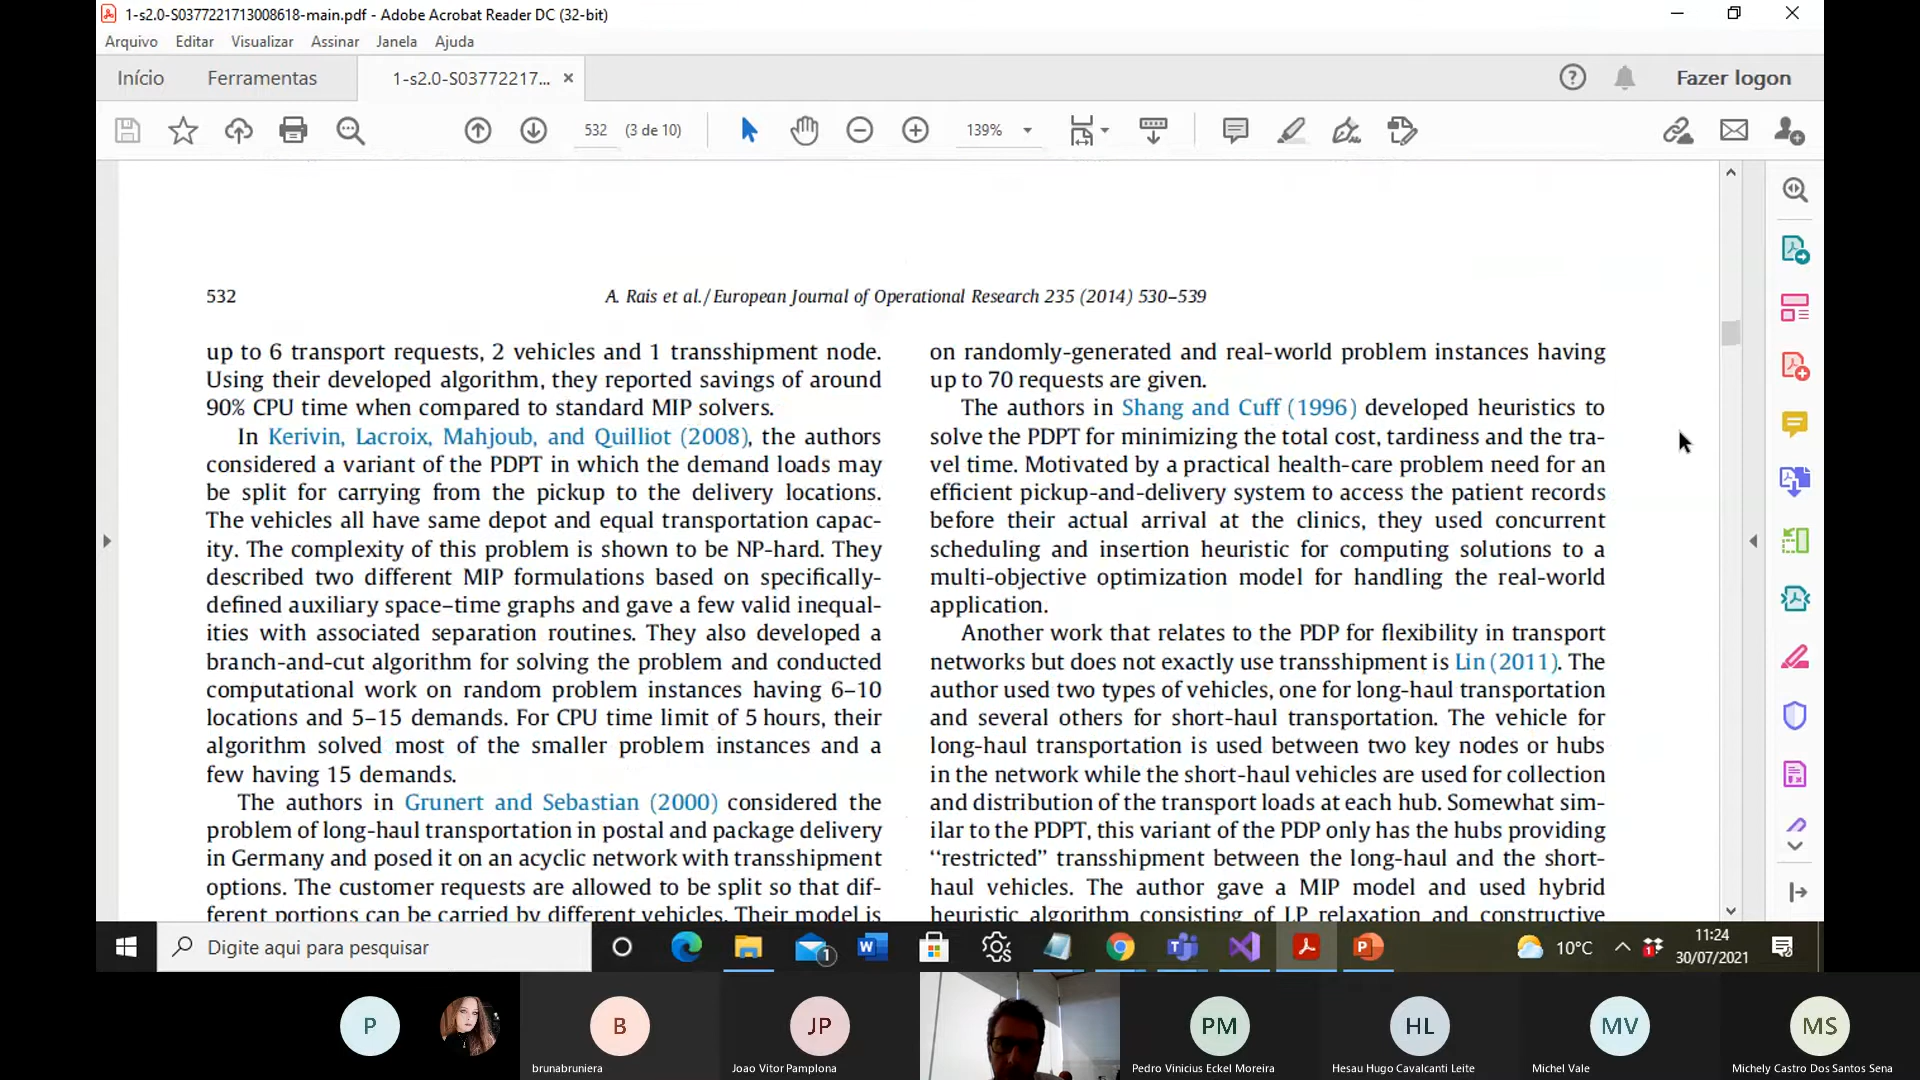 1-s2.0-S0377221713008618-main.pdf - Adobe Acrobat Reader DC (32-bit)
Arquivo Editar Visualizar Assinar Janela Ajuda
Início Ferramentas 1-s2.0-S03772217... Fazer logon
532 (3 de 10) 139%
532 A. Rais et al./European Journal of Operational Research 235 (2014) 530–539
up to 6 transport requests, 2 vehicles and 1 transshipment node.
Using their developed algorithm, they reported savings of around
90% CPU time when compared to standard MIP solvers.
In Kerivin, Lacroix, Mahjoub, and Quilliot (2008), the authors
considered a variant of the PDPT in which the demand loads may
be split for carrying from the pickup to the delivery locations.
The vehicles all have same depot and equal transportation capac-
ity. The complexity of this problem is shown to be NP-hard. They
described two different MIP formulations based on specifically-
defined auxiliary space–time graphs and gave a few valid inequal-
ities with associated separation routines. They also developed a
branch-and-cut algorithm for solving the problem and conducted
computational work on random problem instances having 6–10
locations and 5–15 demands. For CPU time limit of 5 hours, their
algorithm solved most of the smaller problem instances and a
few having 15 demands.
The authors in Grunert and Sebastian (2000) considered the
problem of long-haul transportation in postal and package delivery
in Germany and posed it on an acyclic network with transshipment
options. The customer requests are allowed to be split so that dif-
ferent portions can be carried by different vehicles. Their model is
on randomly-generated and real-world problem instances having
up to 70 requests are given.
The authors in Shang and Cuff (1996) developed heuristics to
solve the PDPT for minimizing the total cost, tardiness and the tra-
vel time. Motivated by a practical health-care problem need for an
efficient pickup-and-delivery system to access the patient records
before their actual arrival at the clinics, they used concurrent
scheduling and insertion heuristic for computing solutions to a
multi-objective optimization model for handling the real-world
application.
Another work that relates to the PDP for flexibility in transport
networks but does not exactly use transshipment is Lin (2011). The
author used two types of vehicles, one for long-haul transportation
and several others for short-haul transportation. The vehicle for
long-haul transportation is used between two key nodes or hubs
in the network while the short-haul vehicles are used for collection
and distribution of the transport loads at each hub. Somewhat sim-
ilar to the PDPT, this variant of the PDP only has the hubs providing
‘‘restricted’’ transshipment between the long-haul and the short-
haul vehicles. The author gave a MIP model and used hybrid
heuristic algorithm consisting of LP relaxation and constructive
Digite aqui para pesquisar
1
1
10°C
11:24
30/07/2021
P B JP PM HL MV MS
brunabruniera Joao Vitor Pamplona Pedro Vinicius Eckel Moreira Hesau Hugo Cavalcanti Leite Michel Vale Michely Castro Dos Santos Sena